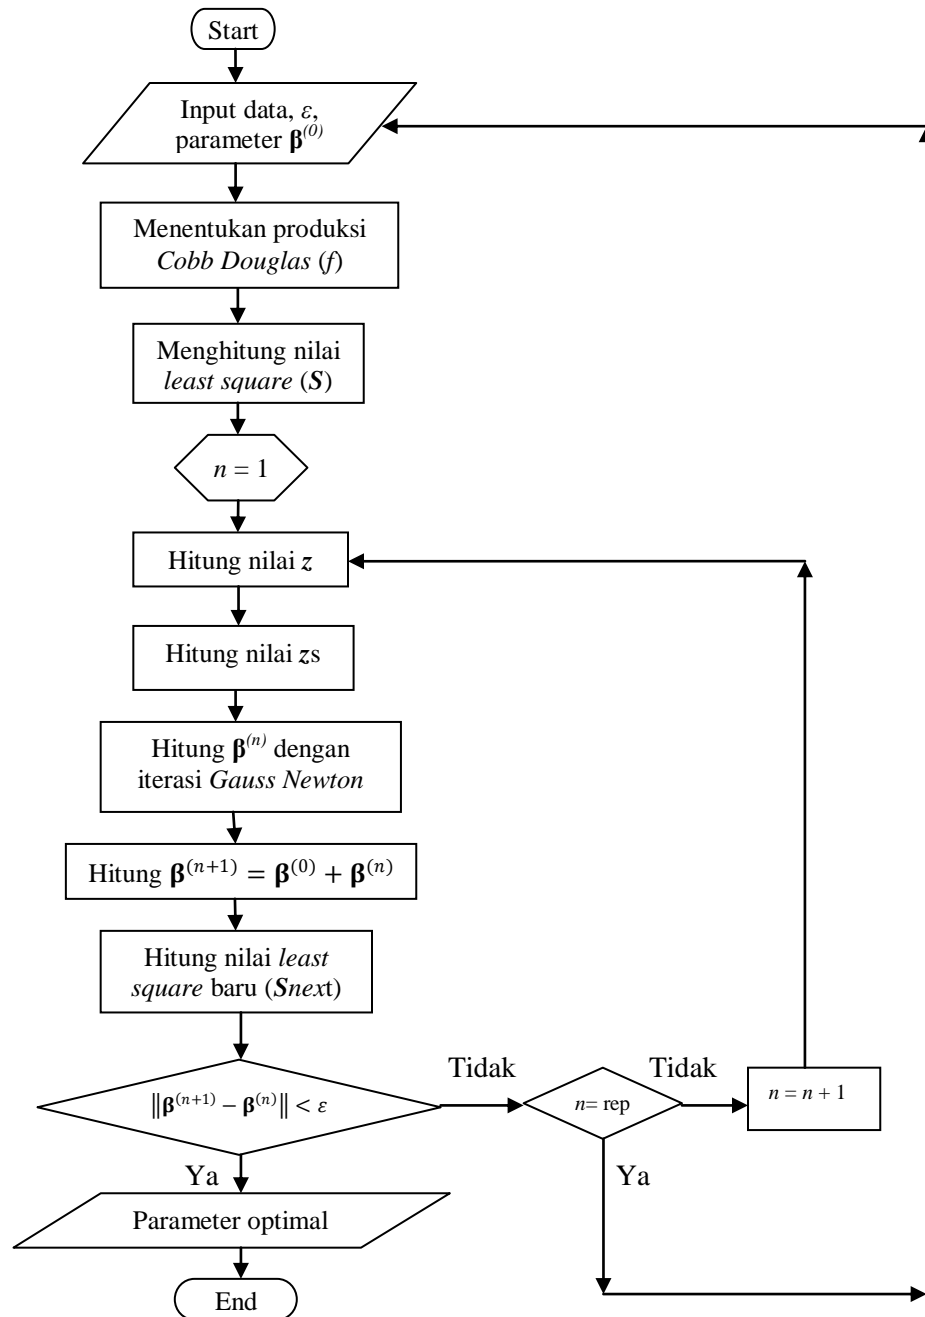 Start
Input data, ε,
parameter β⁽⁰⁾
Menentukan produksi
Cobb Douglas (f)
Menghitung nilai
least square (S)
n = 1
Hitung nilai z
Hitung nilai zs
Hitung β⁽ⁿ⁾ dengan
iterasi Gauss Newton
Hitung β⁽ⁿ⁺¹⁾ = β⁽⁰⁾ + β⁽ⁿ⁾
Hitung nilai least
square baru (Snext)
‖β⁽ⁿ⁺¹⁾ − β⁽ⁿ⁾‖ < ε
Tidak
n= rep
Tidak
n = n + 1
Ya
Ya
Parameter optimal
End